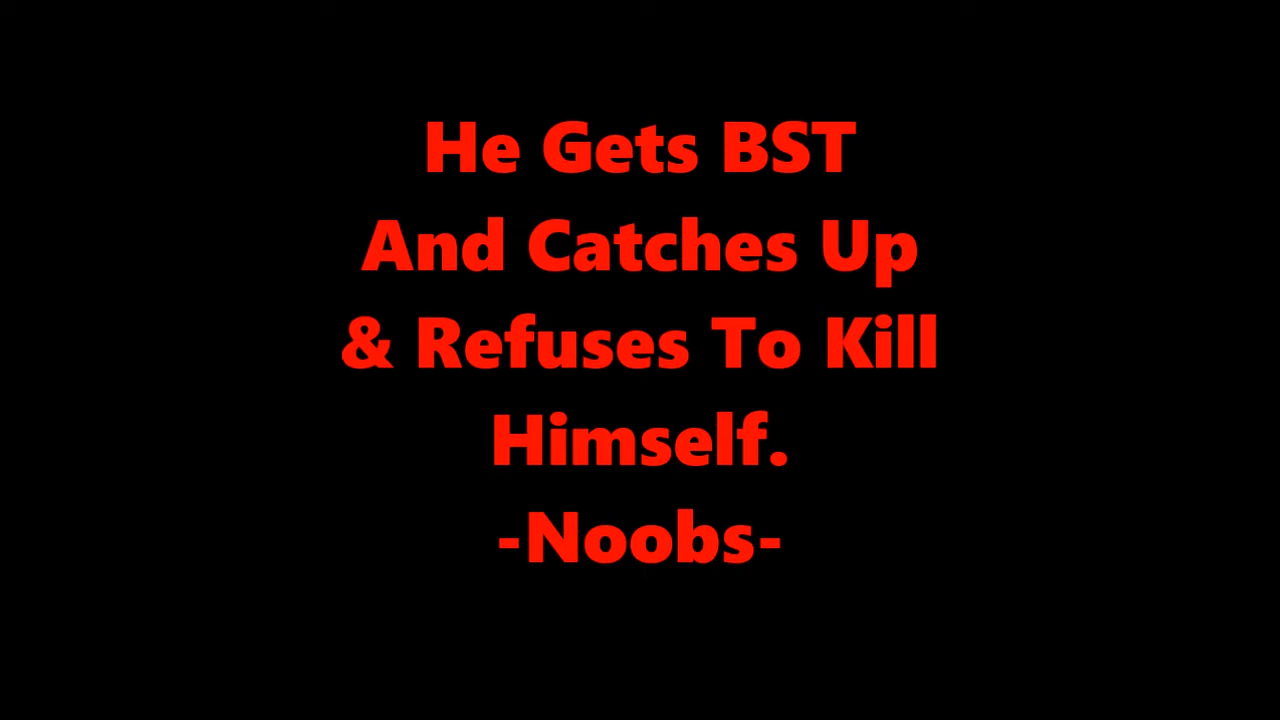 He Gets BST
And Catches Up
& Refuses To Kill
Himself.
-Noobs-